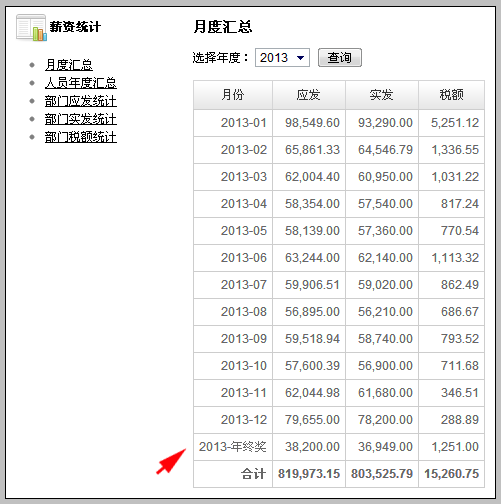 薪资统计
月度汇总
人员年度汇总
部门应发统计
部门实发统计
部门税额统计
月度汇总
选择年度： 2013 查询
月份 应发 实发 税额
2013-01 98,549.60 93,290.00 5,251.12
2013-02 65,861.33 64,546.79 1,336.55
2013-03 62,004.40 60,950.00 1,031.22
2013-04 58,354.00 57,540.00 817.24
2013-05 58,139.00 57,360.00 770.54
2013-06 63,244.00 62,140.00 1,113.32
2013-07 59,906.51 59,020.00 862.49
2013-08 56,895.00 56,210.00 686.67
2013-09 59,518.94 58,740.00 793.52
2013-10 57,600.39 56,900.00 711.68
2013-11 62,044.98 61,680.00 346.51
2013-12 79,655.00 78,200.00 288.89
2013-年终奖 38,200.00 36,949.00 1,251.00
合计 819,973.15 803,525.79 15,260.75